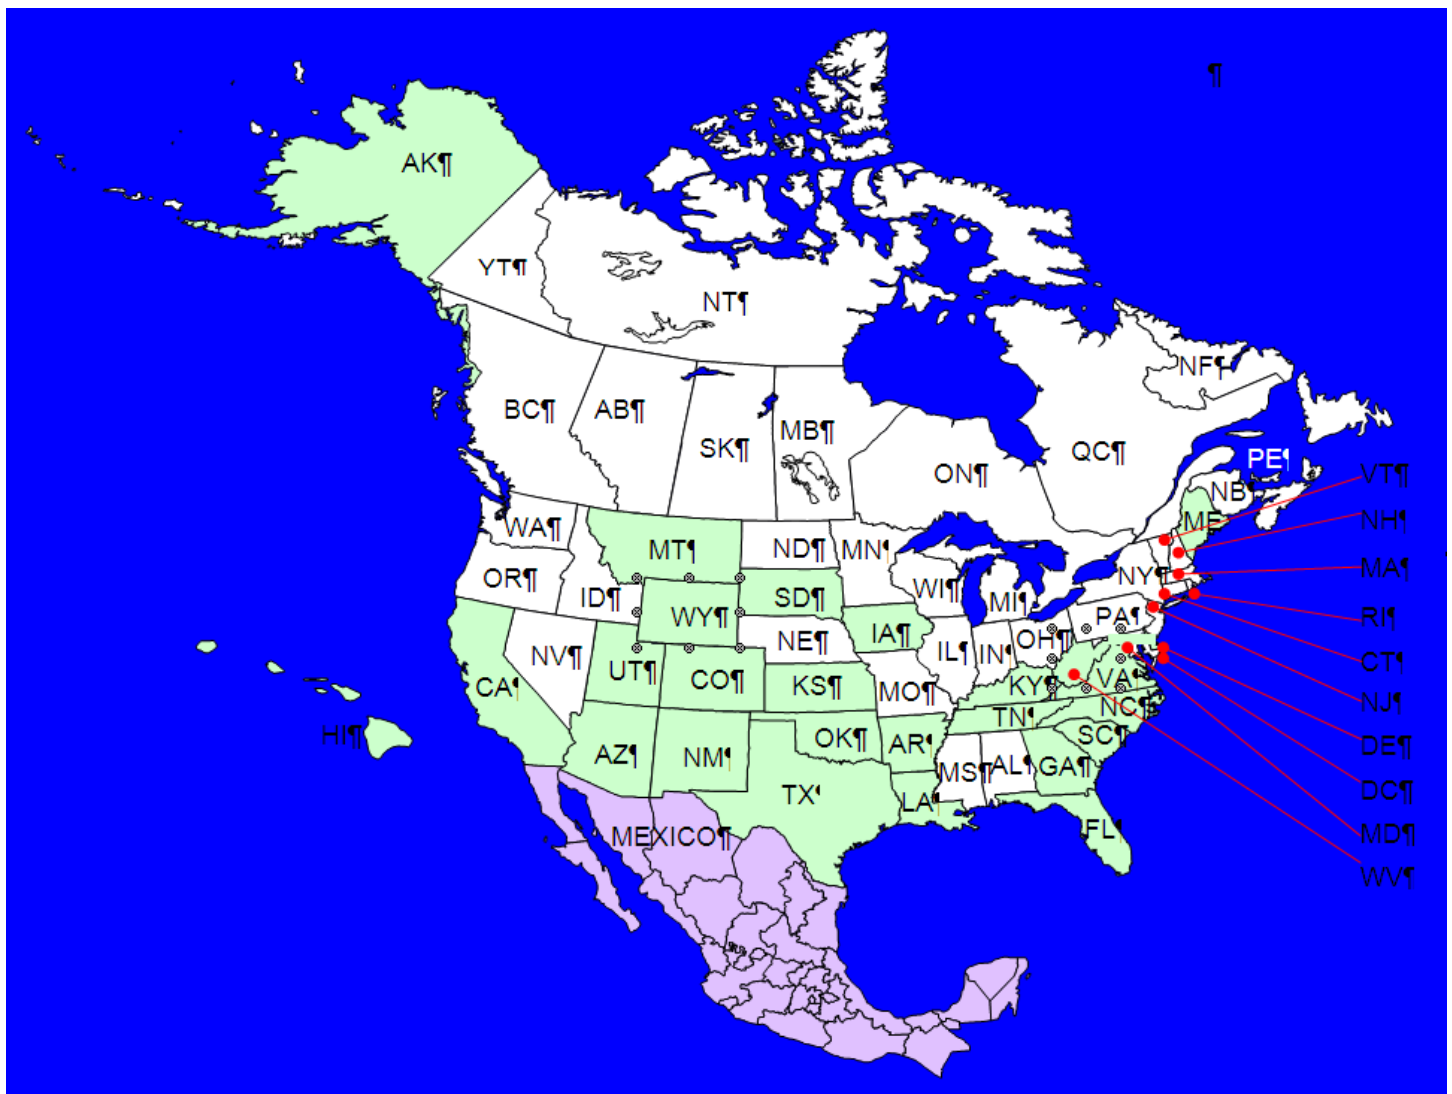 ¶
AK¶
YT¶
NT¶
NF¶
BC¶
AB¶
SK¶
MB¶
ON¶
QC¶
PE¶
NB¶
VT¶
NH¶
MA¶
RI¶
CT¶
NJ¶
DE¶
DC¶
MD¶
WV¶
WA¶
MT¶
ND¶
MN¶
ME
OR¶
ID¶
WY¶
SD¶
WI¶
MI¶
NY¶
NV¶
UT¶
CO¶
NE¶
IA¶
IL¶
IN¶
OH¶
PA¶
CA¶
KS¶
MO¶
KY¶
VA¶
HI¶
AZ¶
NM¶
OK¶
AR¶
TN¶
NC¶
SC¶
TX¶
LA¶
MS¶
AL¶
GA¶
FL¶
MEXICO¶